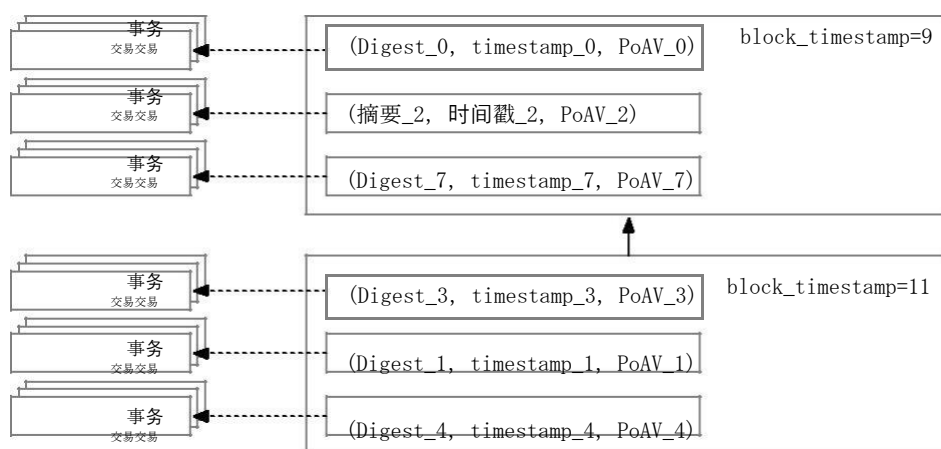 事务
交易交易
(Digest_0, timestamp_0, PoAV_0)
block_timestamp=9
事务
交易交易
(摘要_2, 时间戳_2, PoAV_2)
事务
交易交易
(Digest_7, timestamp_7, PoAV_7)
事务
交易交易
(Digest_3, timestamp_3, PoAV_3)
block_timestamp=11
事务
交易交易
(Digest_1, timestamp_1, PoAV_1)
事务
交易交易
(Digest_4, timestamp_4, PoAV_4)